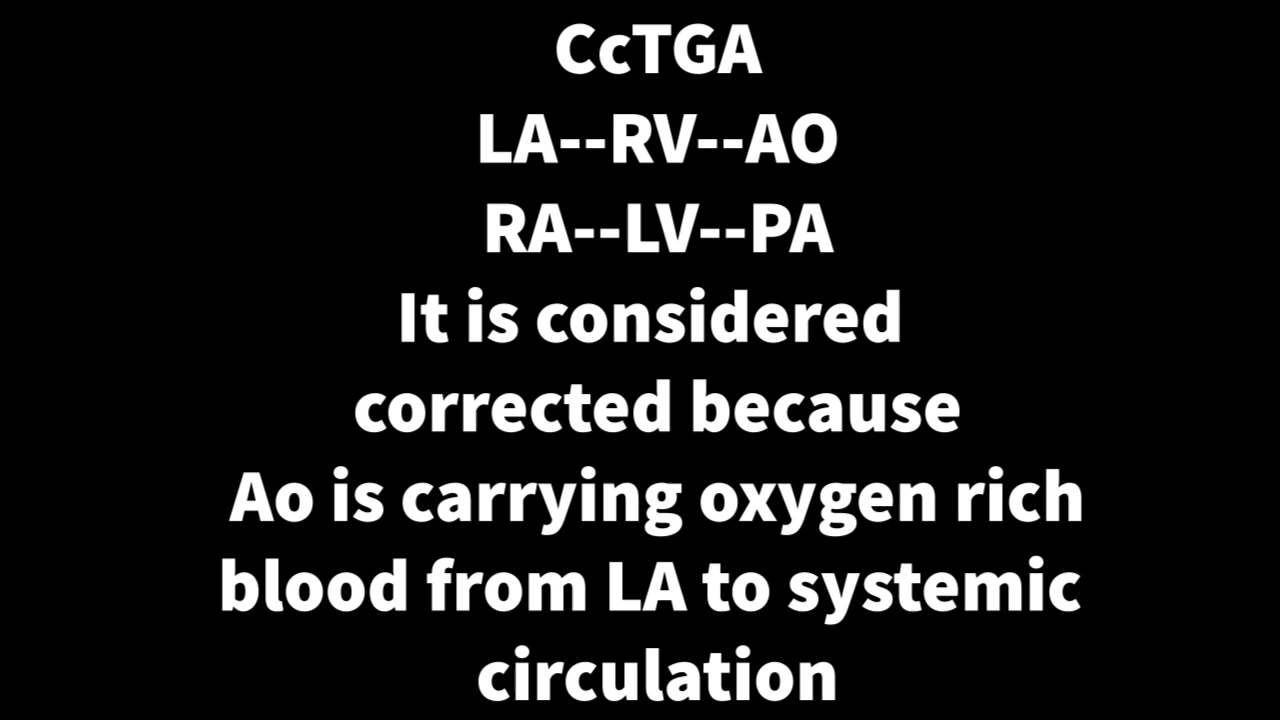 CcTGA
LA--RV--AO
RA--LV--PA
It is considered
corrected because
Ao is carrying oxygen rich
blood from LA to systemic
circulation